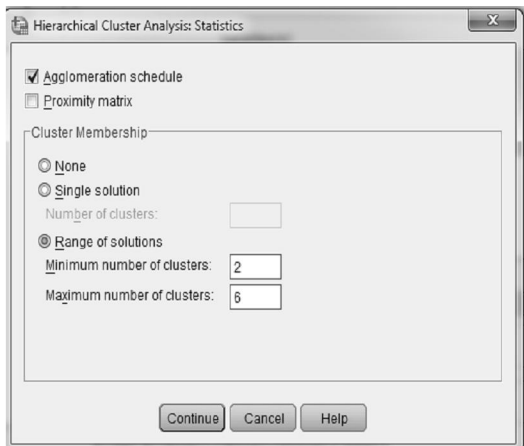 Hierarchical Cluster Analysis: Statistics
X
Agglomeration schedule
Proximity matrix
Cluster Membership
None
Single solution
Number of clusters:
Range of solutions
Minimum number of clusters: 2
Maximum number of clusters: 6
Continue Cancel Help